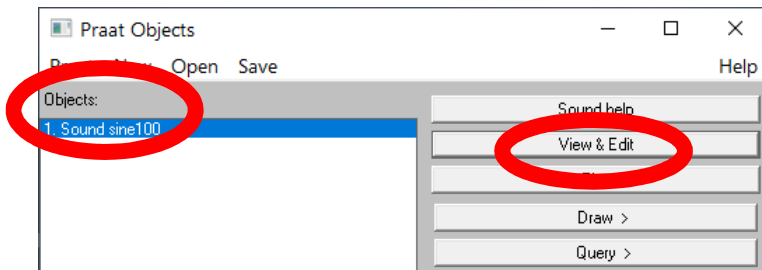 Praat Objects
Open Save Help
Objects:
1. Sound sine100
Sound help
View & Edit
Draw >
Query >